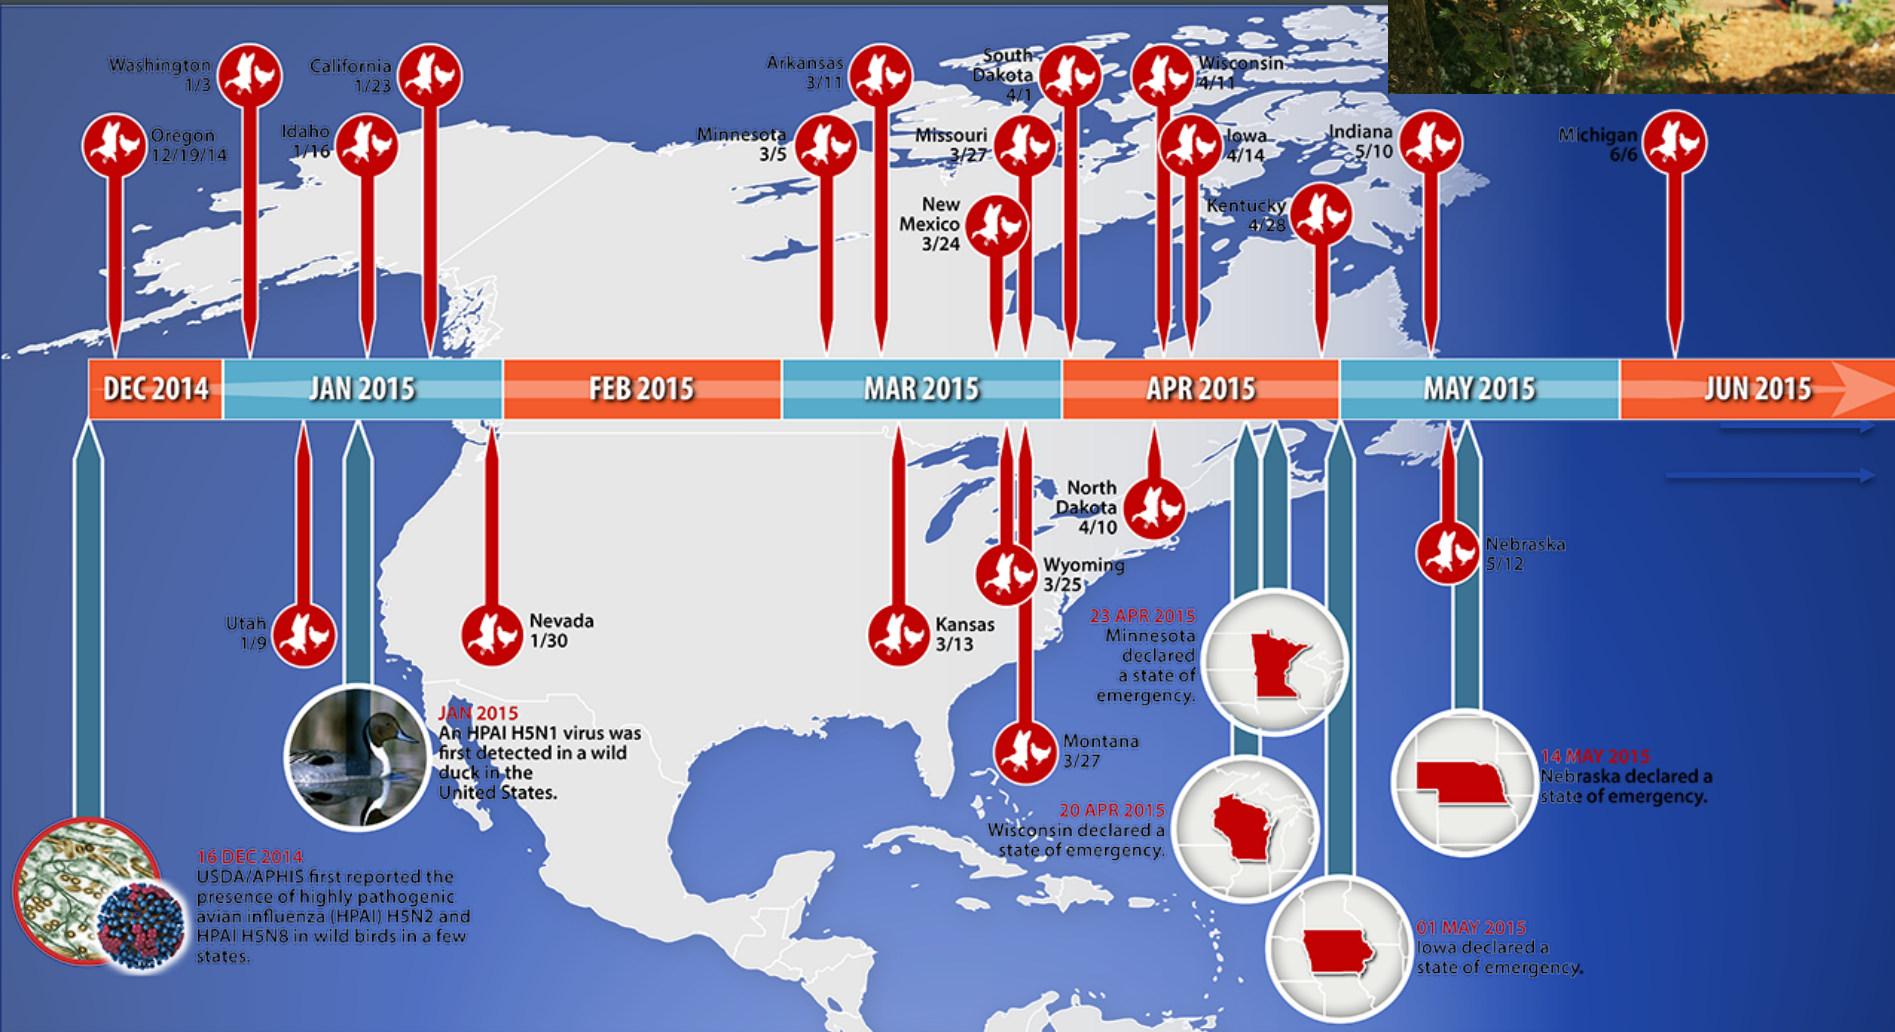 Washington
1/3
California
1/23
Arkansas
3/11
South
Dakota
4/1
Wisconsin
4/11
Oregon
12/19/14
Idaho
1/16
Minnesota
3/5
Missouri
3/27
Iowa
4/14
Indiana
5/10
Michigan
6/6
New
Mexico
3/24
Kentucky
4/28
DEC 2014
JAN 2015
FEB 2015
MAR 2015
APR 2015
MAY 2015
JUN 2015
North
Dakota
4/10
Nebraska
5/12
Wyoming
3/25
Utah
1/9
Nevada
1/30
Kansas
3/13
23 APR 2015
Minnesota
declared
a state of
emergency.
JAN 2015
An HPAI H5N1 virus was
first detected in a wild
duck in the
United States.
Montana
3/27
14 MAY 2015
Nebraska declared a
state of emergency.
20 APR 2015
Wisconsin declared a
state of emergency.
16 DEC 2014
USDA/APHIS first reported the
presence of highly pathogenic
avian influenza (HPAI) H5N2 and
HPAI H5N8 in wild birds in a few
states.
01 MAY 2015
Iowa declared a
state of emergency.